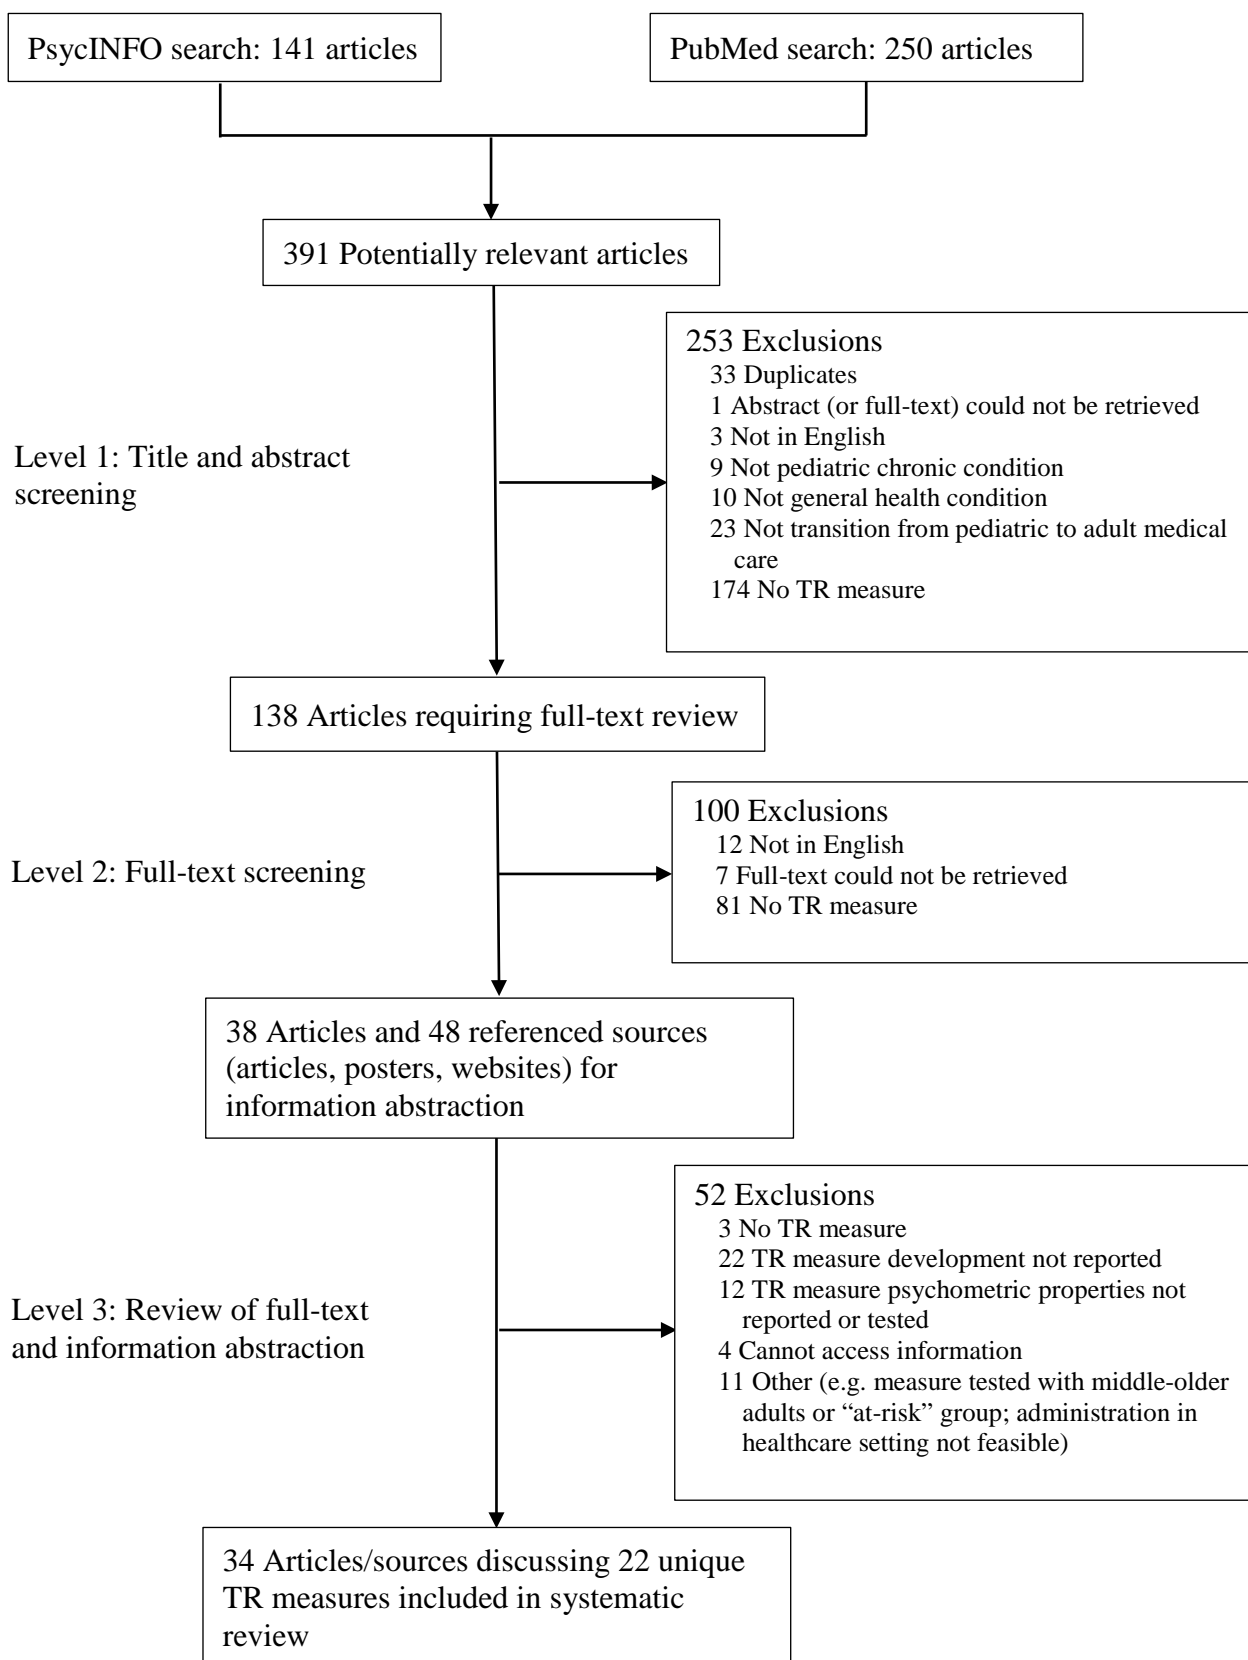 PsycINFO search: 141 articles
PubMed search: 250 articles
391 Potentially relevant articles
253 Exclusions
33 Duplicates
1 Abstract (or full-text) could not be retrieved
3 Not in English
9 Not pediatric chronic condition
10 Not general health condition
23 Not transition from pediatric to adult medical
care
174 No TR measure
Level 1: Title and abstract
screening
138 Articles requiring full-text review
100 Exclusions
12 Not in English
7 Full-text could not be retrieved
81 No TR measure
Level 2: Full-text screening
38 Articles and 48 referenced sources
(articles, posters, websites) for
information abstraction
52 Exclusions
3 No TR measure
22 TR measure development not reported
12 TR measure psychometric properties not
reported or tested
4 Cannot access information
11 Other (e.g. measure tested with middle-older
adults or “at-risk” group; administration in
healthcare setting not feasible)
Level 3: Review of full-text
and information abstraction
34 Articles/sources discussing 22 unique
TR measures included in systematic
review